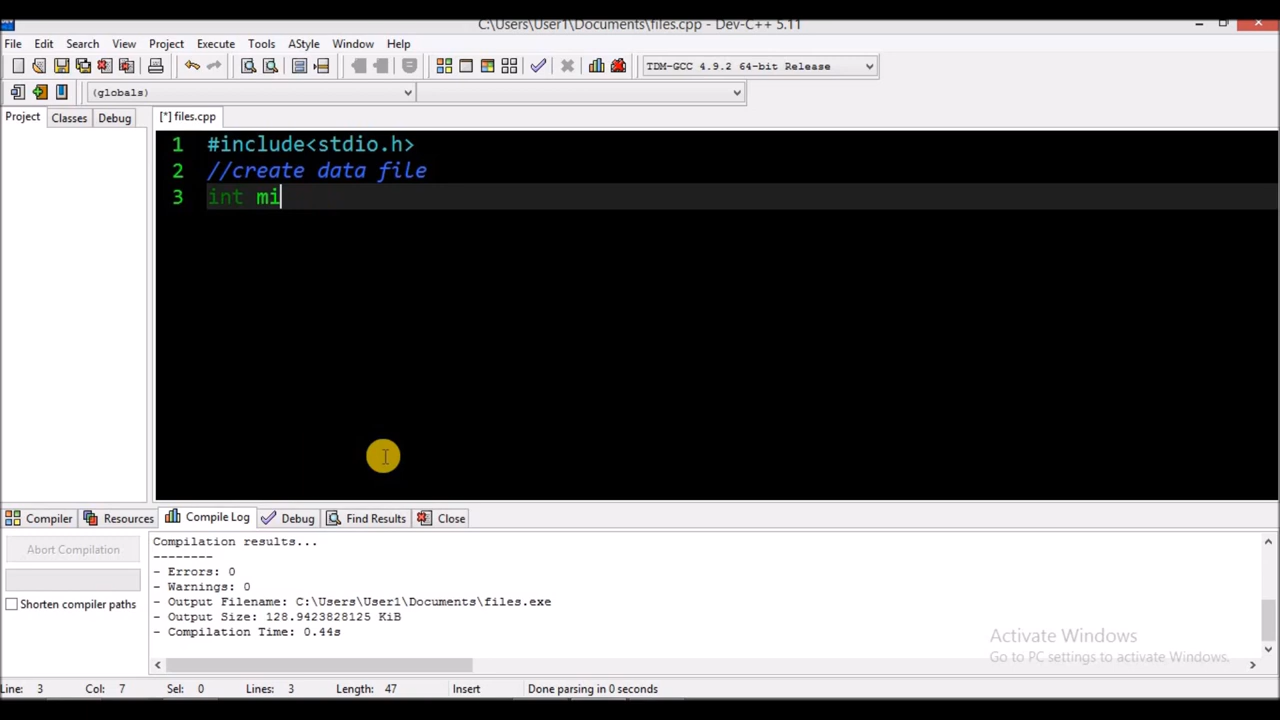 C:\Users\User1\Documents\files.cpp - Dev-C++ 5.11
File Edit Search View Project Execute Tools AStyle Window Help
TDM-GCC 4.9.2 64-bit Release
(globals)
Project Classes Debug
[*] files.cpp
1 #include<stdio.h>
2 //create data file
3 int mi
Compiler Resources Compile Log Debug Find Results Close
Abort Compilation
Shorten compiler paths
Compilation results...
--------
- Errors: 0
- Warnings: 0
- Output Filename: C:\Users\User1\Documents\files.exe
- Output Size: 128.9423828125 KiB
- Compilation Time: 0.44s
Activate Windows
Go to PC settings to activate Windows.
Line: 3 Col: 7 Sel: 0 Lines: 3 Length: 47 Insert Done parsing in 0 seconds